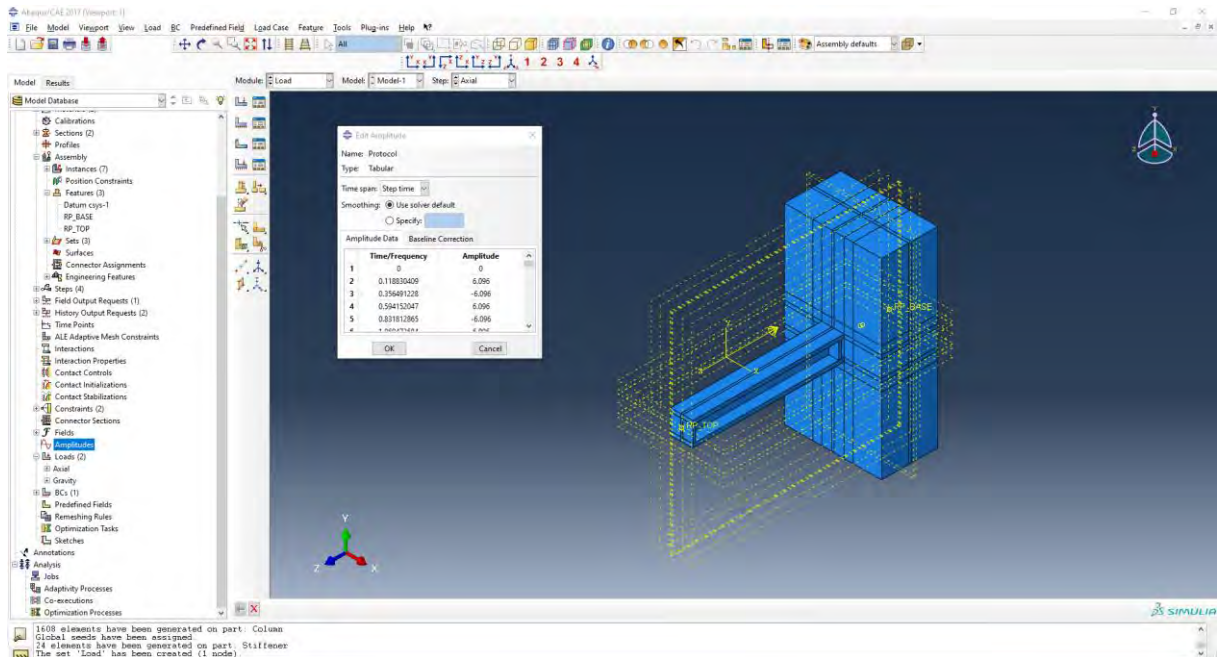 Abaqus/CAE 2017 [Viewport: 1]
File Model Viewport View Load BC Predefined Field Load Case Feature Tools Plug-ins Help
All
Assembly defaults
1 2 3 4
Model Results
Module: Load Model: Model-1 Step: Axial
Model Database
Calibrations
Sections (2)
Profiles
Assembly
Instances (7)
Position Constraints
Features (3)
Datum csys-1
RP_BASE
RP_TOP
Sets (3)
Surfaces
Connector Assignments
Engineering Features
Steps (4)
Field Output Requests (1)
History Output Requests (2)
Time Points
ALE Adaptive Mesh Constraints
Interactions
Interaction Properties
Contact Controls
Contact Initializations
Contact Stabilizations
Constraints (2)
Connector Sections
Fields
Amplitudes
Loads (2)
Axial
Gravity
BCs (1)
Predefined Fields
Remeshing Rules
Optimization Tasks
Sketches
Annotations
Analysis
Jobs
Adaptivity Processes
Co-executions
Optimization Processes
Edit Amplitude
Name: Protocol
Type: Tabular
Time span: Step time
Smoothing: Use solver default
Specify:
Amplitude Data Baseline Correction
Time/Frequency Amplitude
1 0 0
2 0.118830409 6.096
3 0.356491228 -6.096
4 0.594152047 6.096
5 0.831812865 -6.096
OK Cancel
RP_BASE
RP_TOP
Y
Z
X
SIMULIA
1608 elements have been generated on part: Column
Global seeds have been assigned.
24 elements have been generated on part: Stiffener
The set 'Load' has been created (1 node).